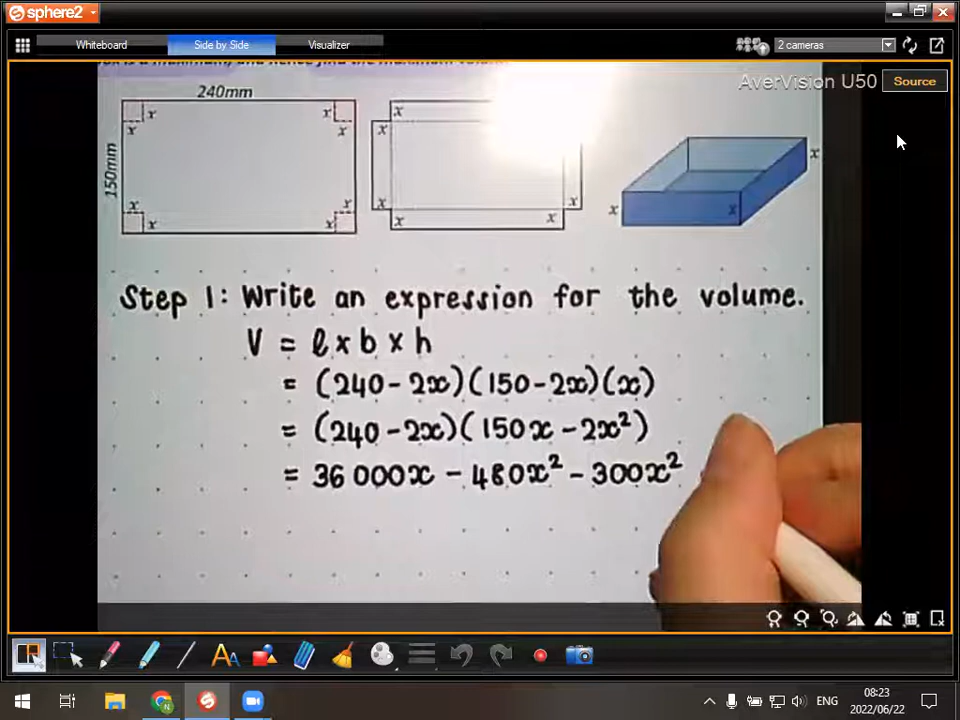 sphere2
Whiteboard Side by Side Visualizer 2 cameras
AverVision U50 Source
240mm
150mm
x x x x x x x x
x x x x x x x x
x x x
Step 1: Write an expression for the volume.
V = l × b × h
= (240 - 2x)(150 - 2x)(x)
= (240 - 2x)(150x - 2x²)
= 36 000x - 480x² - 300x²
ENG
08:23
2022/06/22